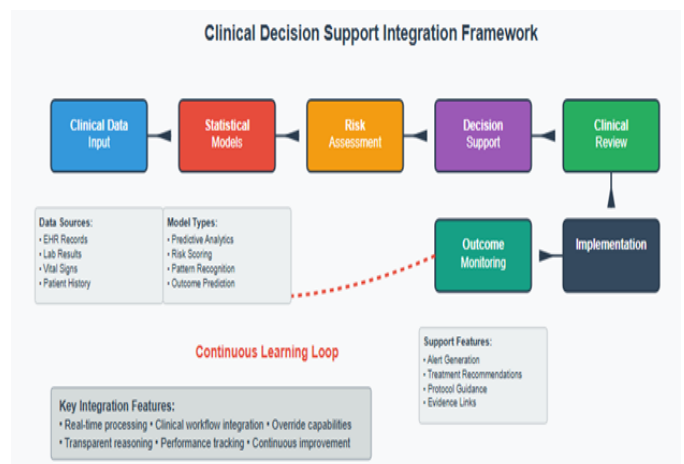 Clinical Decision Support Integration Framework
Clinical Data
Input
Statistical
Models
Risk
Assessment
Decision
Support
Clinical
Review
Data Sources:
• EHR Records
• Lab Results
• Vital Signs
• Patient History
Model Types:
• Predictive Analytics
• Risk Scoring
• Pattern Recognition
• Outcome Prediction
Outcome
Monitoring
Implementation
Continuous Learning Loop
Support Features:
• Alert Generation
• Treatment Recommendations
• Protocol Guidance
• Evidence Links
Key Integration Features:
• Real-time processing • Clinical workflow integration • Override capabilities
• Transparent reasoning • Performance tracking • Continuous improvement